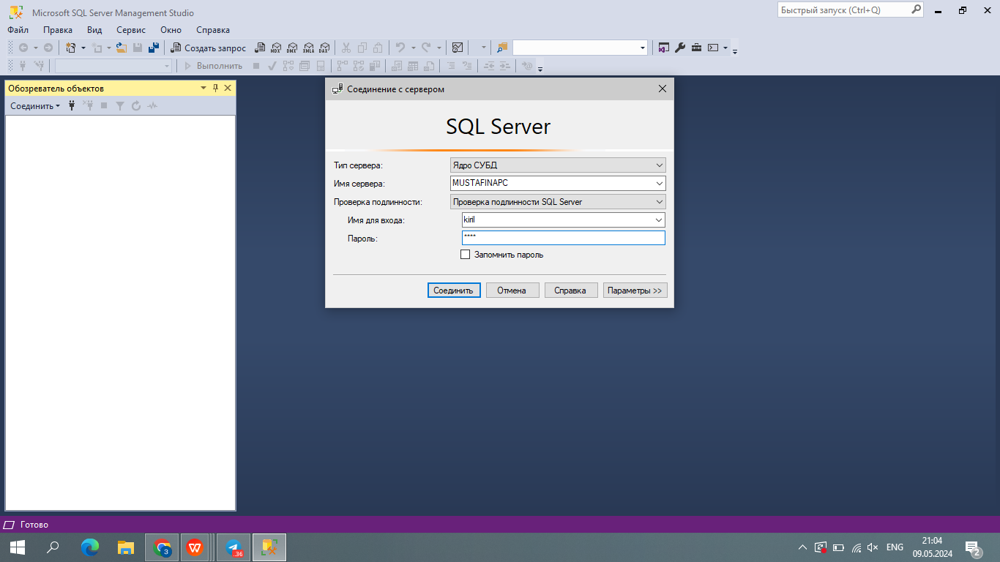 Microsoft SQL Server Management Studio
Быстрый запуск (Ctrl+Q)
Файл Правка Вид Сервис Окно Справка
Создать запрос MDX DMX XMLA DAX
Выполнить
Обозреватель объектов
Соединить
Соединение с сервером
SQL Server
Тип сервера: Ядро СУБД
Имя сервера: MUSTAFINAPC
Проверка подлинности: Проверка подлинности SQL Server
Имя для входа: kiril
Пароль: ****
Запомнить пароль
Соединить Отмена Справка Параметры >>
Готово
3 W .36 ENG 21:04
09.05.2024 2